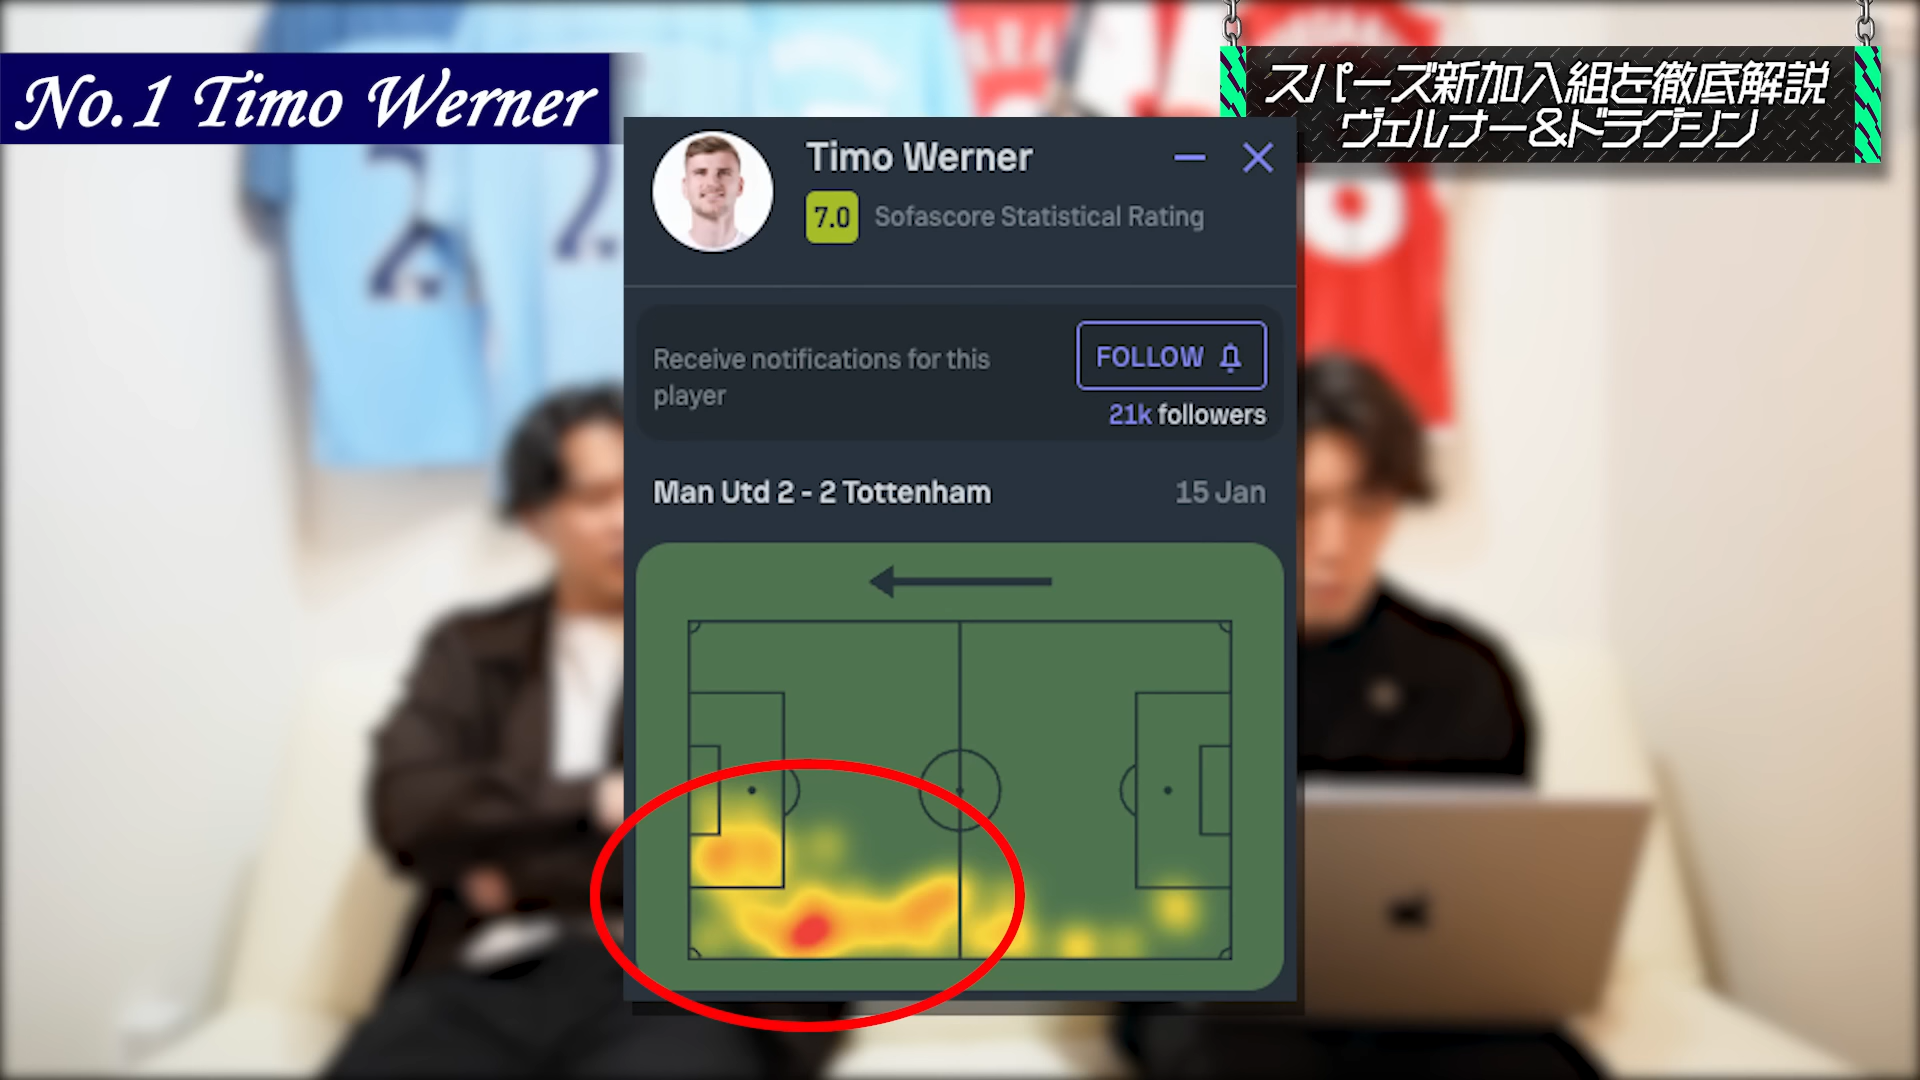 No.1 Timo Werner
スパーズ新加入組を徹底解説
ヴェルナー&ドラグシン
Timo Werner
7.0 Sofascore Statistical Rating
Receive notifications for this
player
FOLLOW
21k followers
Man Utd 2 - 2 Tottenham
15 Jan